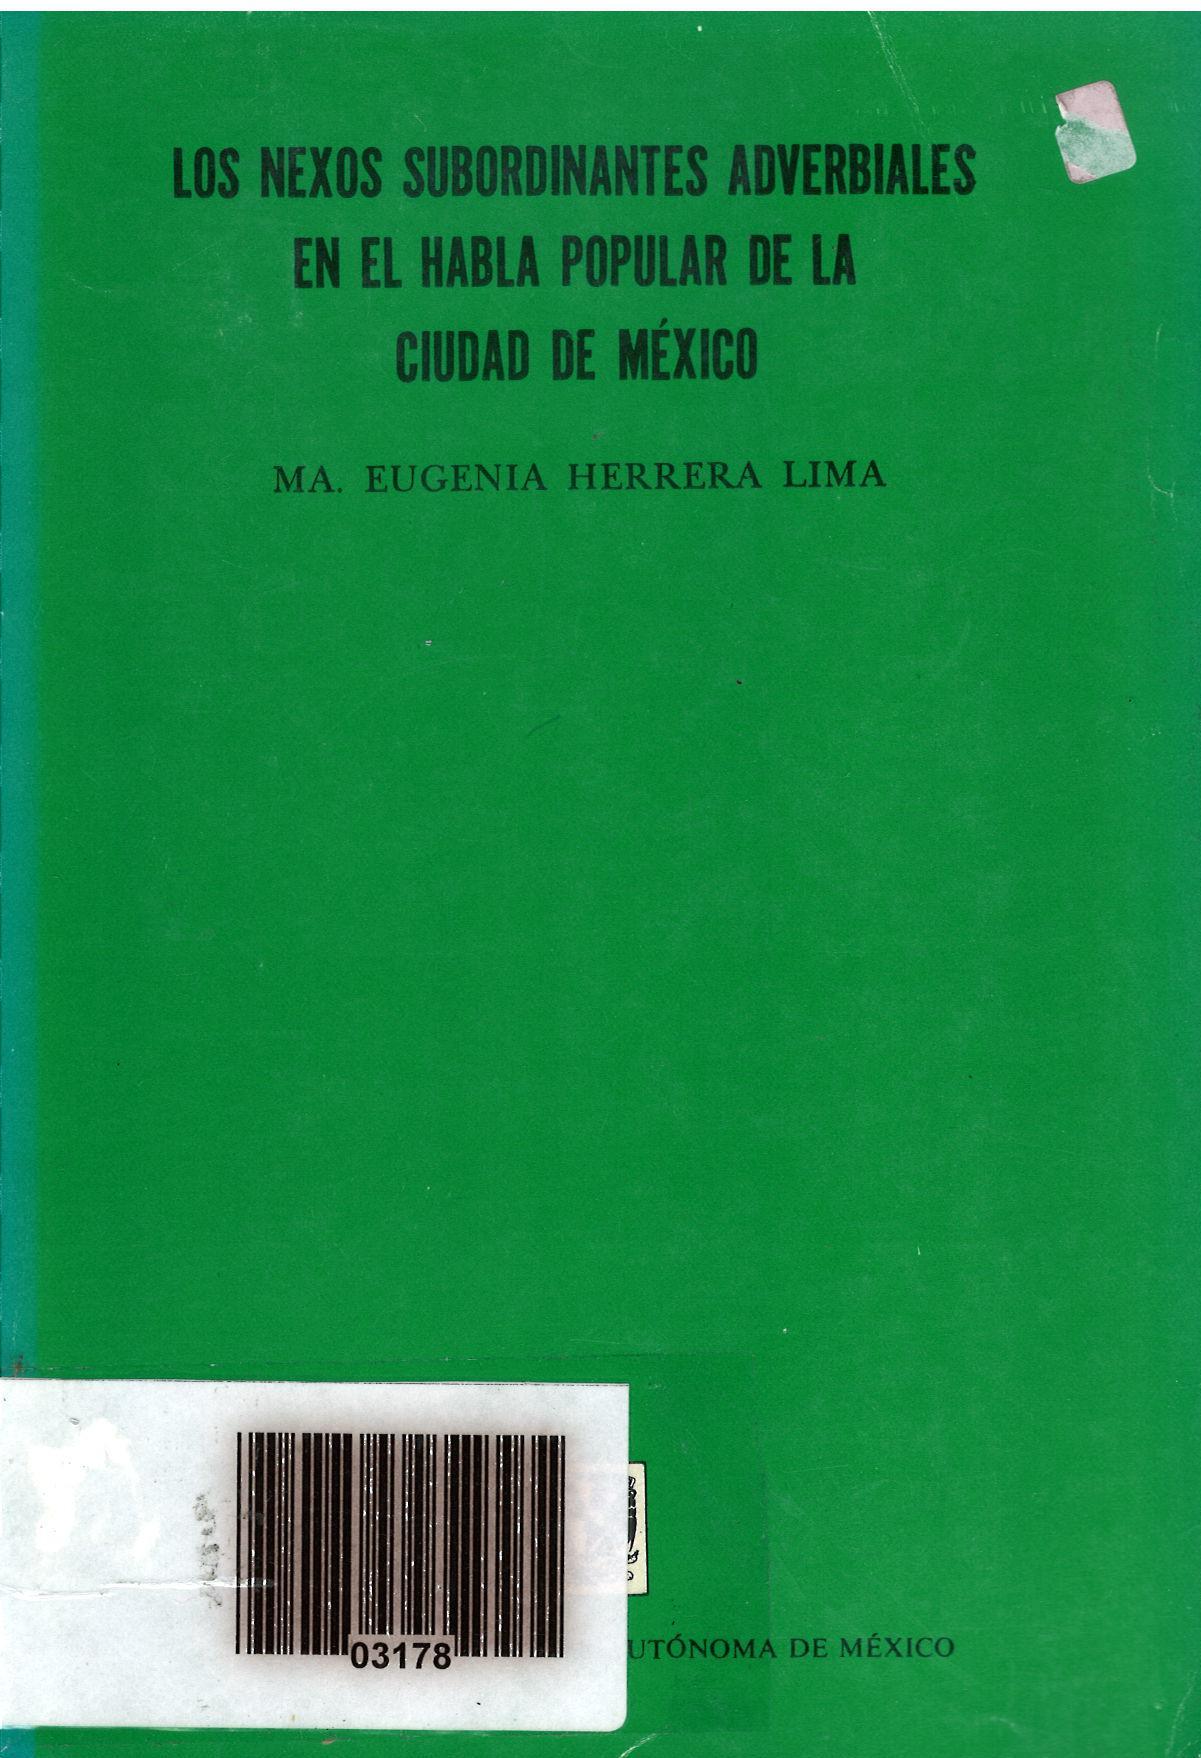 LOS NEXOS SUBORDINANTES ADVERBIALES
EN EL HABLA POPULAR DE LA
CIUDAD DE MÉXICO
MA. EUGENIA HERRERA LIMA
03178
UTÓNOMA DE MÉXICO